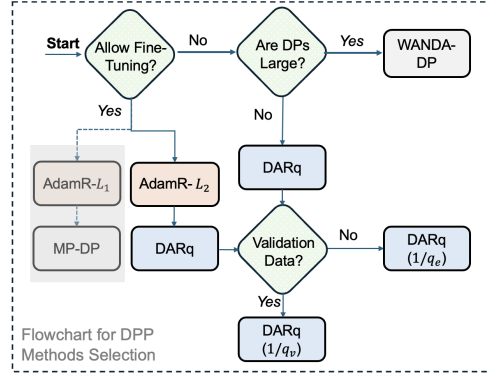 Start
Allow Fine-
Tuning?
No
Are DPs
Large?
Yes
WANDA-
DP
Yes
No
AdamR-L₁
AdamR- L₂
DARq
MP-DP
DARq
Validation
Data?
No
DARq
(1/qₑ)
Yes
DARq
(1/qᵥ)
Flowchart for DPP
Methods Selection